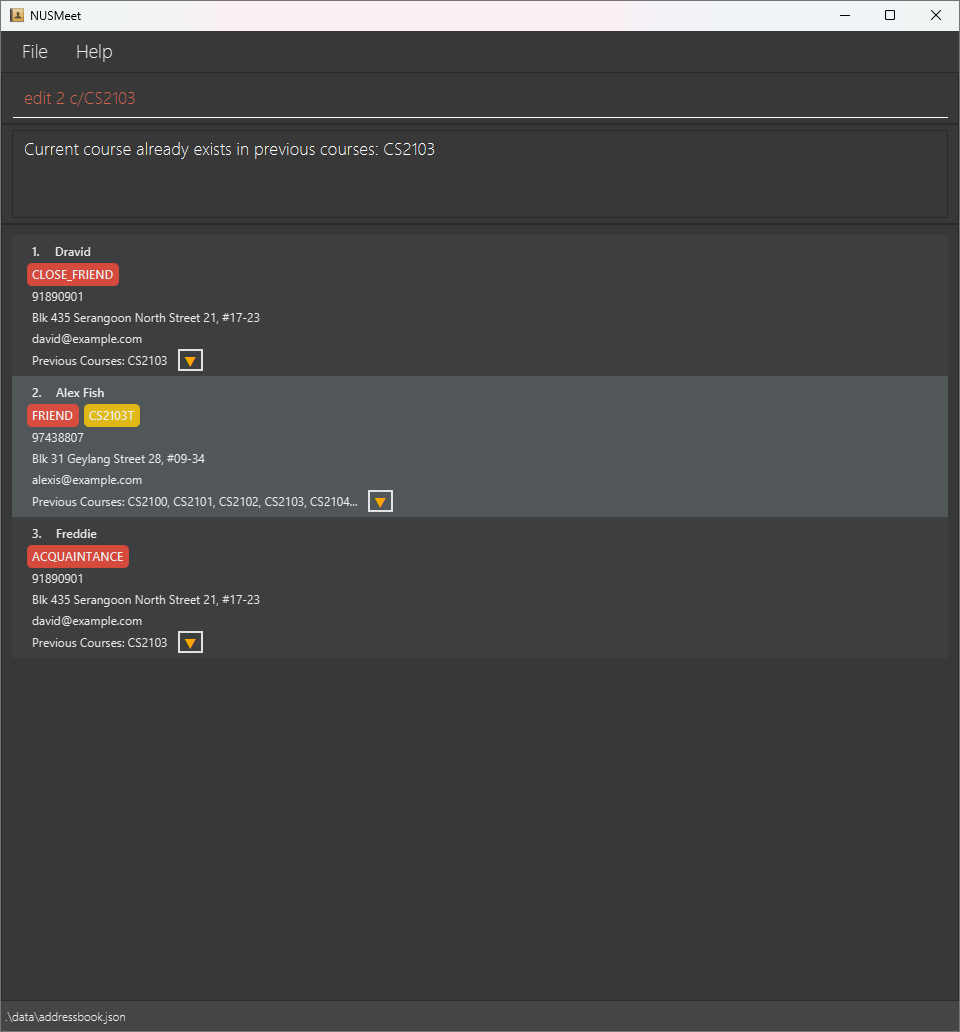 NUSMeet
File Help
edit 2 c/CS2103
Current course already exists in previous courses: CS2103
1. Dravid
CLOSE_FRIEND
91890901
Blk 435 Serangoon North Street 21, #17-23
david@example.com
Previous Courses: CS2103
2. Alex Fish
FRIEND CS2103T
97438807
Blk 31 Geylang Street 28, #09-34
alexis@example.com
Previous Courses: CS2100, CS2101, CS2102, CS2103, CS2104...
3. Freddie
ACQUAINTANCE
91890901
Blk 435 Serangoon North Street 21, #17-23
david@example.com
Previous Courses: CS2103
.\data\addressbook.json